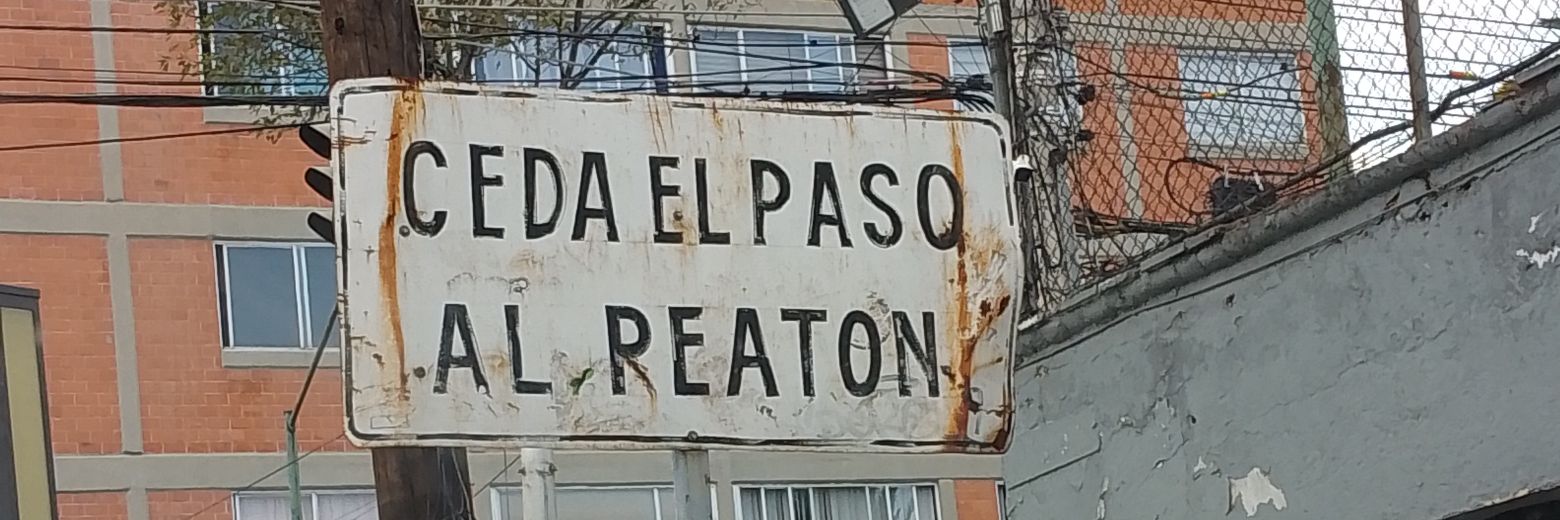 CEDA EL PASO
AL PEATON